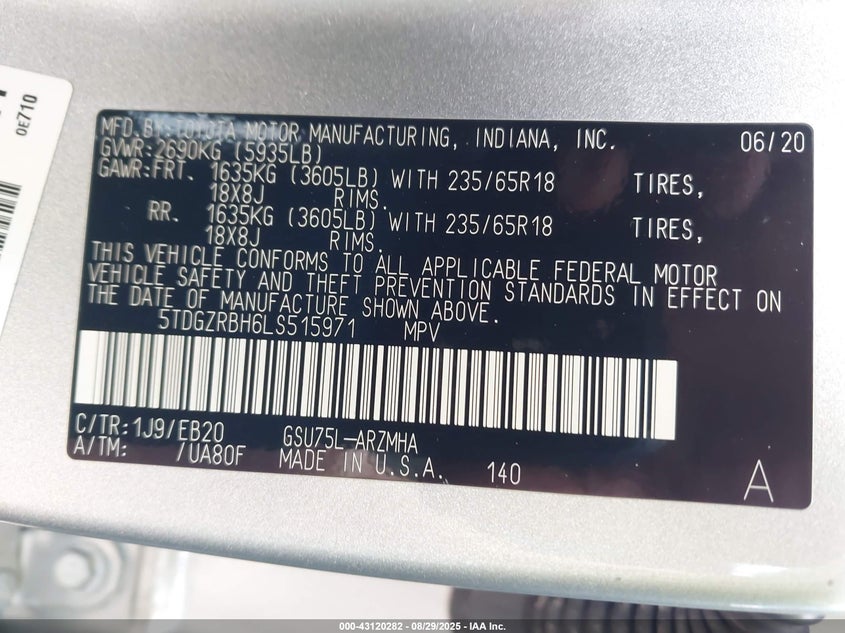 0E710
MFD. BY:TOYOTA MOTOR MANUFACTURING, INDIANA, INC. 06/20
GVWR:2690KG (5935LB)
GAWR:FRT. 1635KG (3605LB) WITH 235/65R18 TIRES,
18X8J RIMS.
RR. 1635KG (3605LB) WITH 235/65R18 TIRES,
18X8J RIMS.
THIS VEHICLE CONFORMS TO ALL APPLICABLE FEDERAL MOTOR
VEHICLE SAFETY AND THEFT PREVENTION STANDARDS IN EFFECT ON
THE DATE OF MANUFACTURE SHOWN ABOVE.
5TDGZRBH6LS515971 MPV
C/TR:1J9/EB20 GSU75L-ARZMHA
A/TM: /UA80F MADE IN U.S.A. 140 A
000-43120282 - 08/29/2025 - IAA Inc.